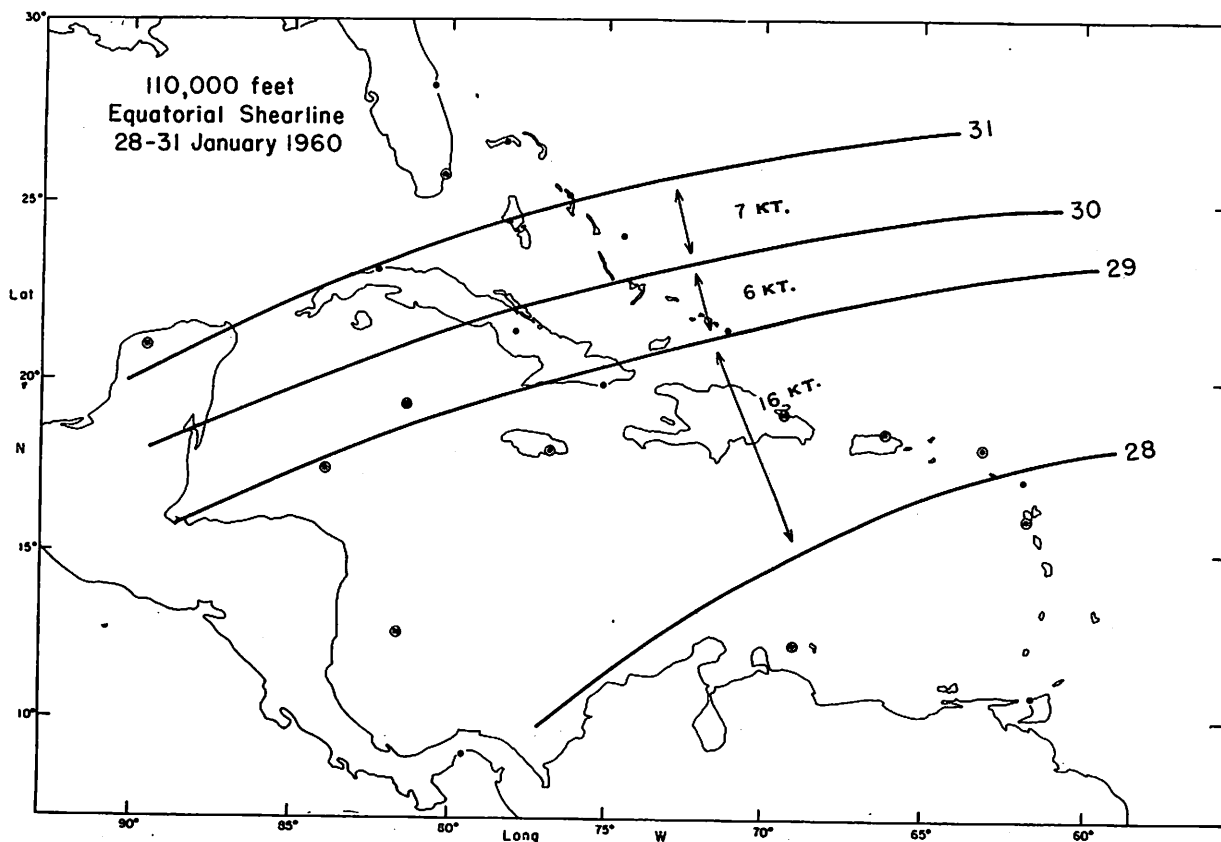 30°
110,000 feet
Equatorial Shearline
28-31 January 1960
31
25°
7 KT.
30
29
Lat
6 KT.
20°
16 KT.
N
28
15°
10°
90° 85° 80° Long 75° W 70° 65° 60°